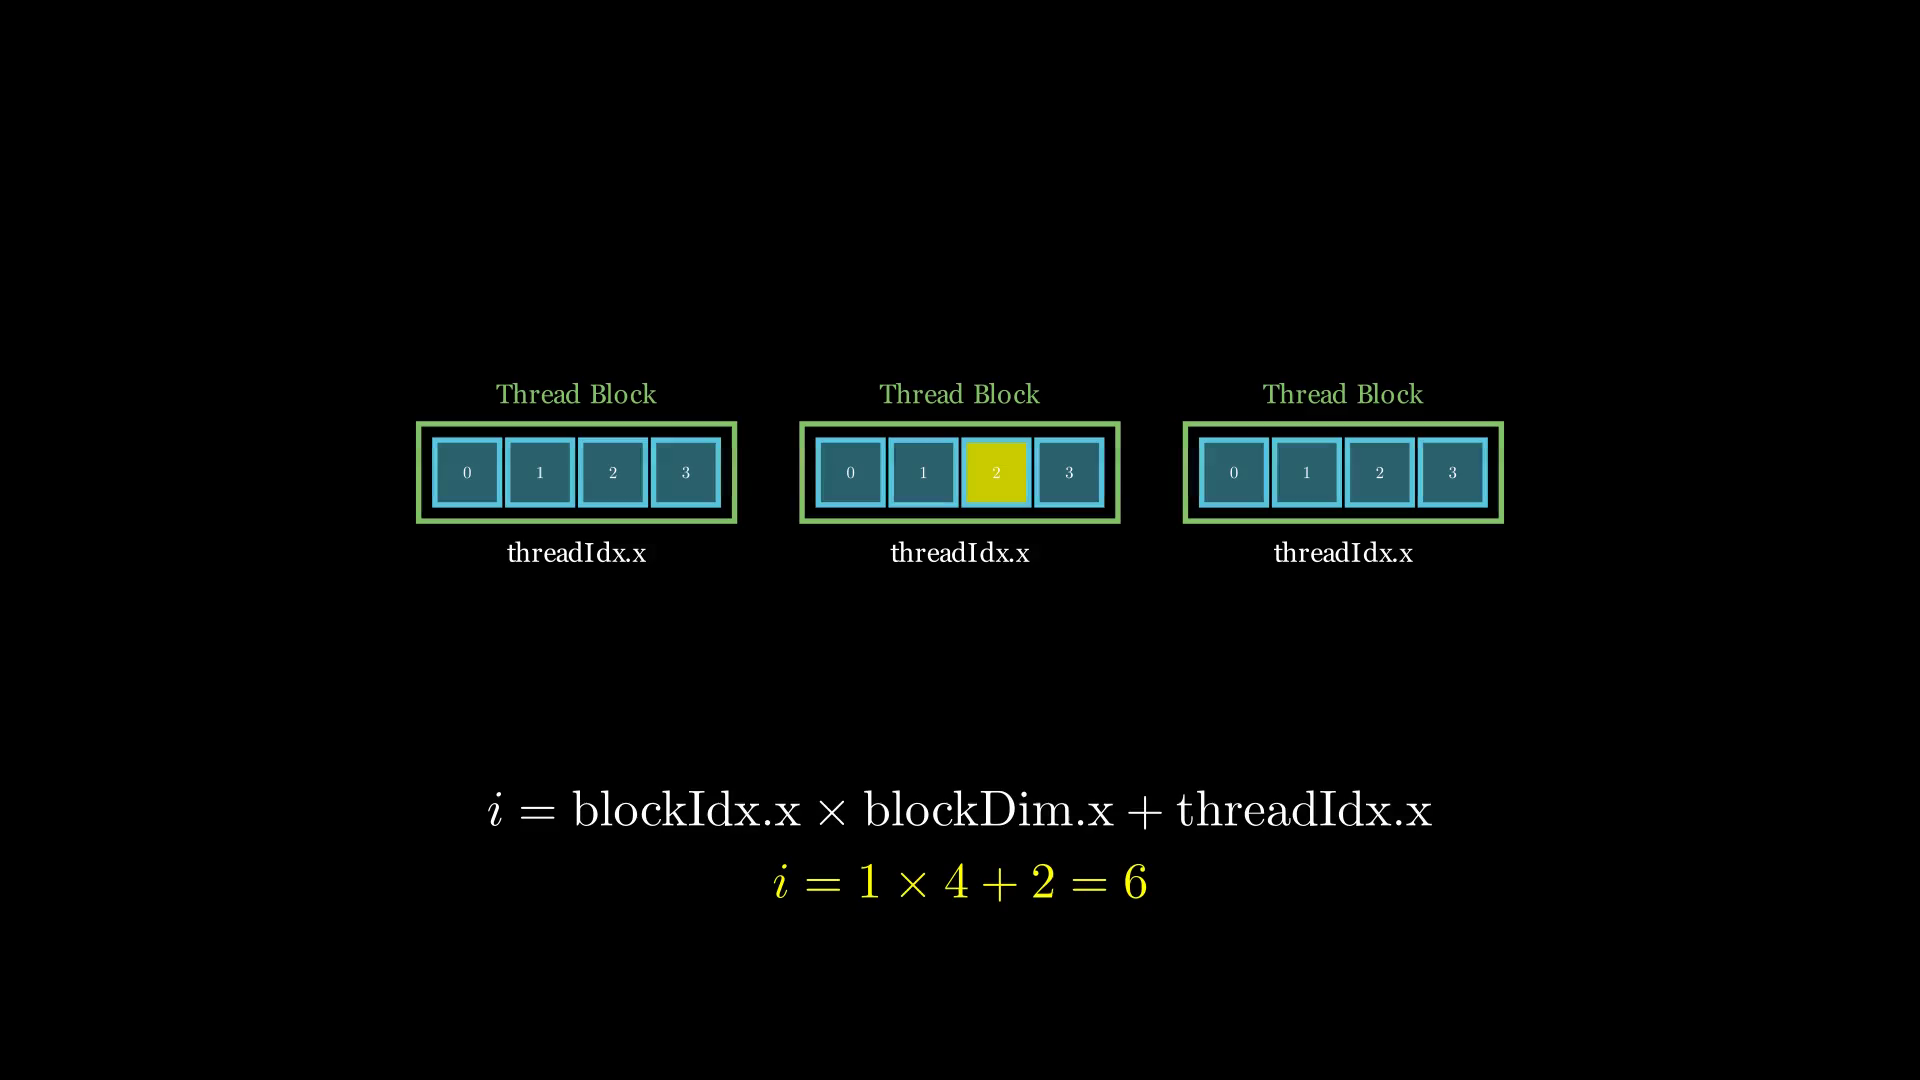 Thread Block Thread Block Thread Block
0 1 2 3 0 1 2 3 0 1 2 3
threadIdx.x threadIdx.x threadIdx.x
i = blockIdx.x × blockDim.x + threadIdx.x
i = 1 × 4 + 2 = 6